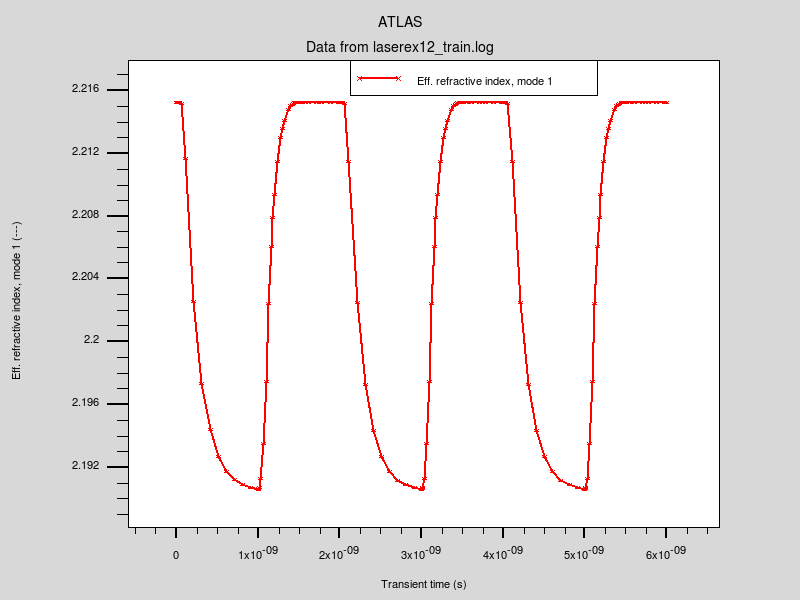 ATLAS
Data from laserex12_train.log
Eff. refractive index, mode 1
Eff. refractive index, mode 1 (---)
2.216
2.212
2.208
2.204
2.2
2.196
2.192
0 1x10-09 2x10-09 3x10-09 4x10-09 5x10-09 6x10-09
Transient time (s)